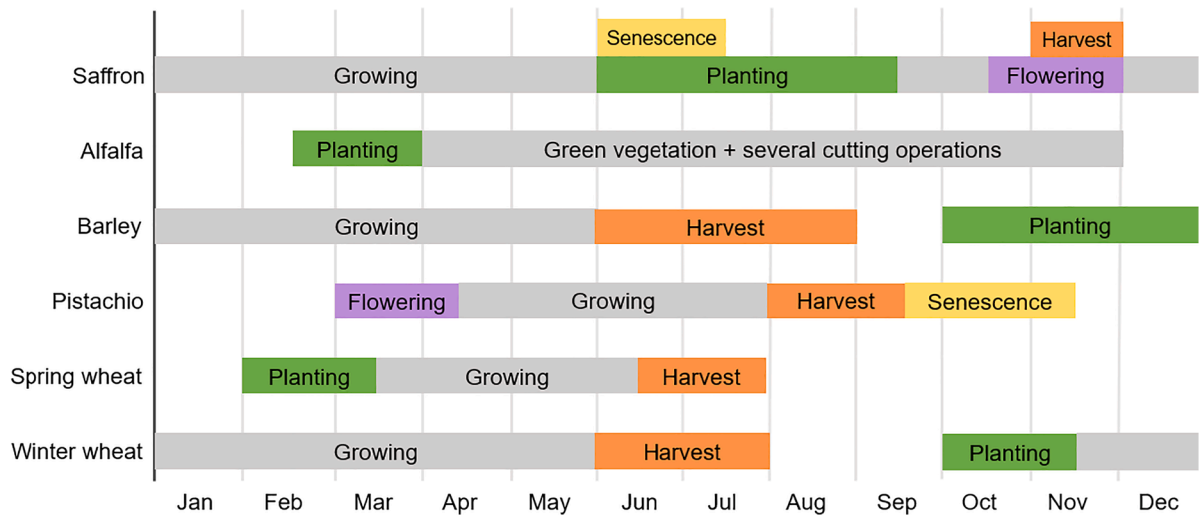 Senescence
Harvest
Saffron
Growing
Planting
Flowering
Alfalfa
Planting
Green vegetation + several cutting operations
Barley
Growing
Harvest
Planting
Pistachio
Flowering
Growing
Harvest
Senescence
Spring wheat
Planting
Growing
Harvest
Winter wheat
Growing
Harvest
Planting
Jan Feb Mar Apr May Jun Jul Aug Sep Oct Nov Dec